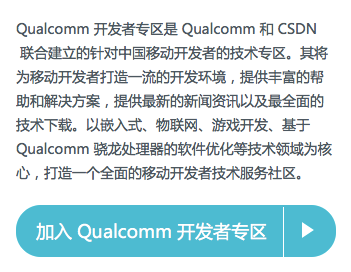 Qualcomm 开发者专区是 Qualcomm 和 CSDN
联合建立的针对中国移动开发者的技术专区。其将
为移动开发者打造一流的开发环境，提供丰富的帮
助和解决方案，提供最新的新闻资讯以及最全面的
技术下载。以嵌入式、物联网、游戏开发、基于
Qualcomm 骁龙处理器的软件优化等技术领域为核
心，打造一个全面的移动开发者技术服务社区。
加入 Qualcomm 开发者专区